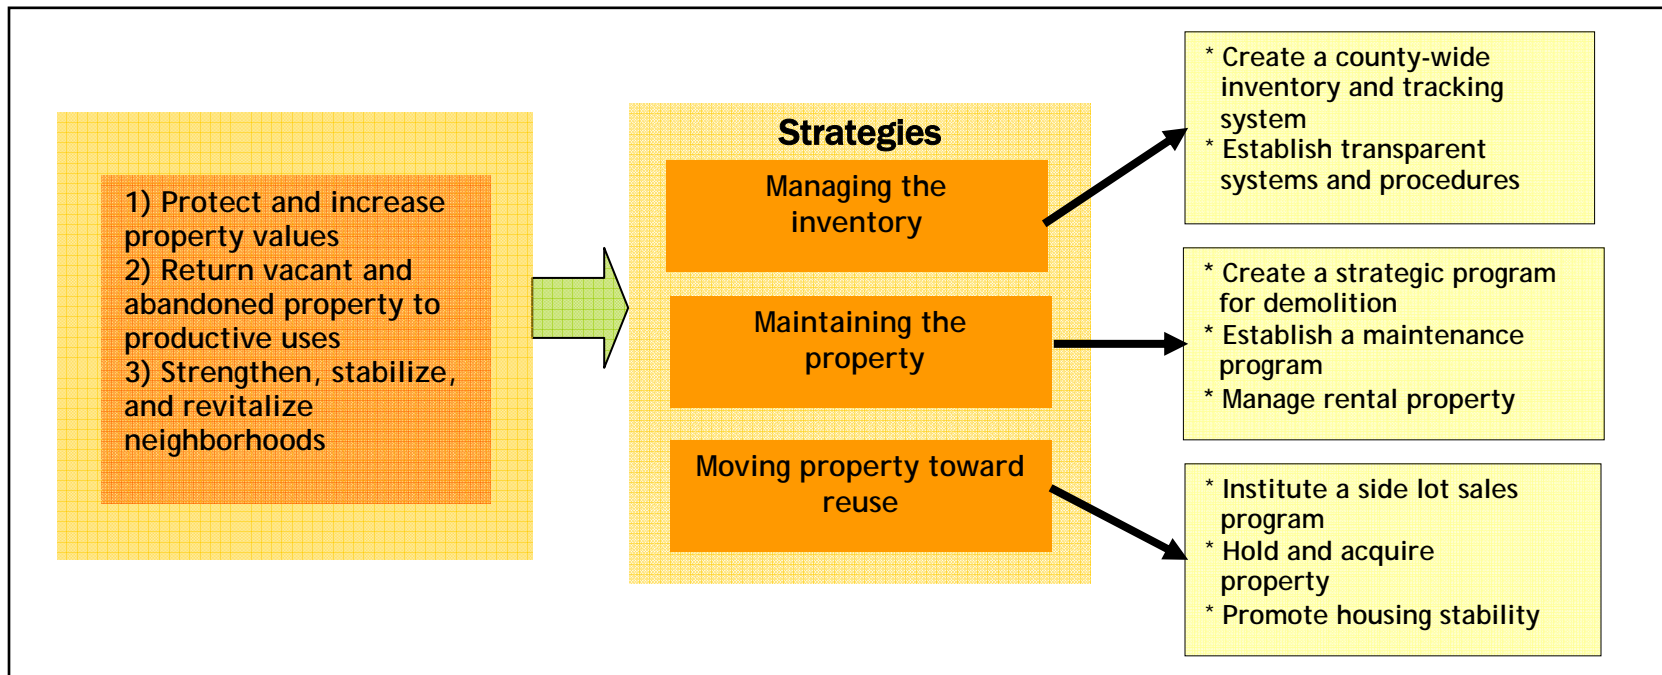 1) Protect and increase
property values
2) Return vacant and
abandoned property to
productive uses
3) Strengthen, stabilize,
and revitalize
neighborhoods
Strategies
Managing the
inventory
Maintaining the
property
Moving property toward
reuse
* Create a county-wide
inventory and tracking
system
* Establish transparent
systems and procedures
* Create a strategic program
for demolition
* Establish a maintenance
program
* Manage rental property
* Institute a side lot sales
program
* Hold and acquire
property
* Promote housing stability